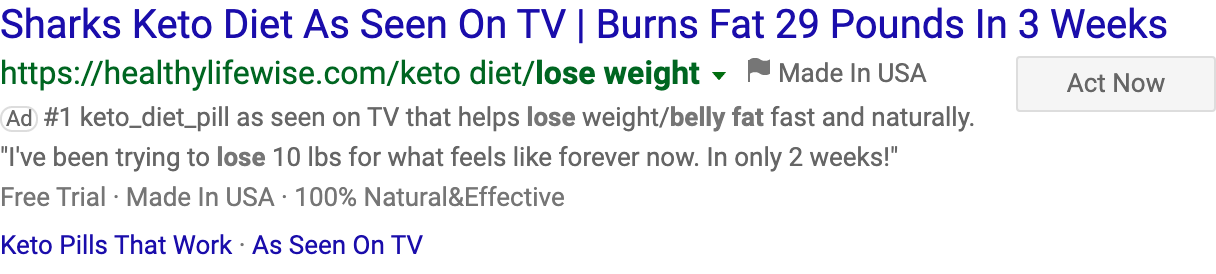 Sharks Keto Diet As Seen On TV | Burns Fat 29 Pounds In 3 Weeks
https://healthylifewise.com/keto diet/lose weight Made In USA
Act Now
Ad #1 keto_diet_pill as seen on TV that helps lose weight/belly fat fast and naturally.
"I've been trying to lose 10 lbs for what feels like forever now. In only 2 weeks!"
Free Trial · Made In USA · 100% Natural&Effective
Keto Pills That Work · As Seen On TV